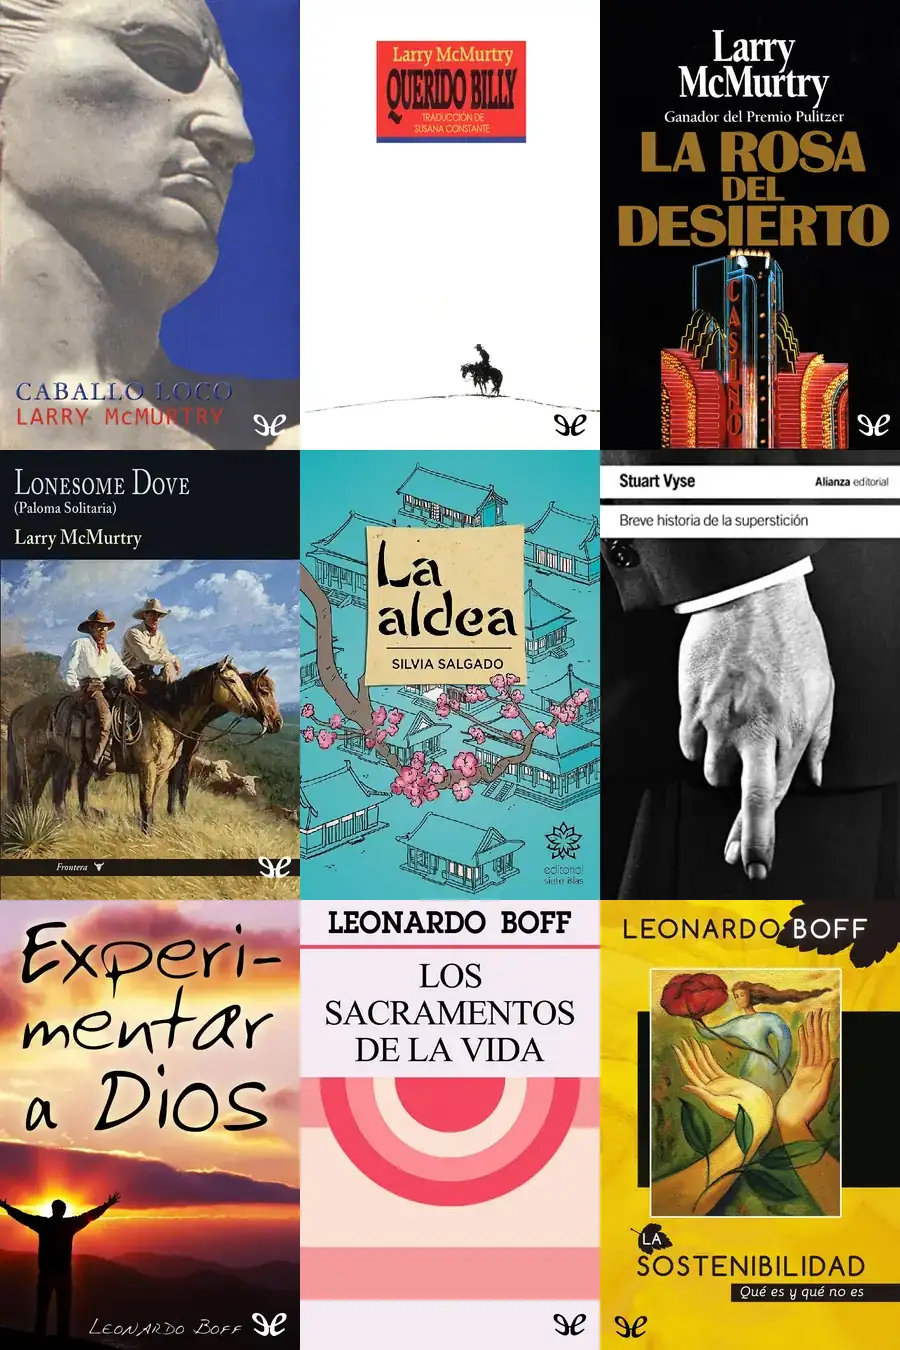 CABALLO LOCO
LARRY McMURTRY
Larry McMurtry
QUERIDO BILLY
TRADUCCIÓN DE
SUSANA CONSTANTE
Larry
McMurtry
Ganador del Premio Pulitzer
LA ROSA
DEL
DESIERTO
CASINO
LONESOME DOVE
(Paloma Solitaria)
Larry McMurtry
Frontera
La
aldea
SILVIA SALGADO
editorial
siete islas
Stuart Vyse
Alianza editorial
Breve historia de la superstición
Experi-
mentar
a Dios
LEONARDO BOFF
LEONARDO BOFF
LOS
SACRAMENTOS
DE LA VIDA
LEONARDO BOFF
LA
SOSTENIBILIDAD
Qué es y qué no es